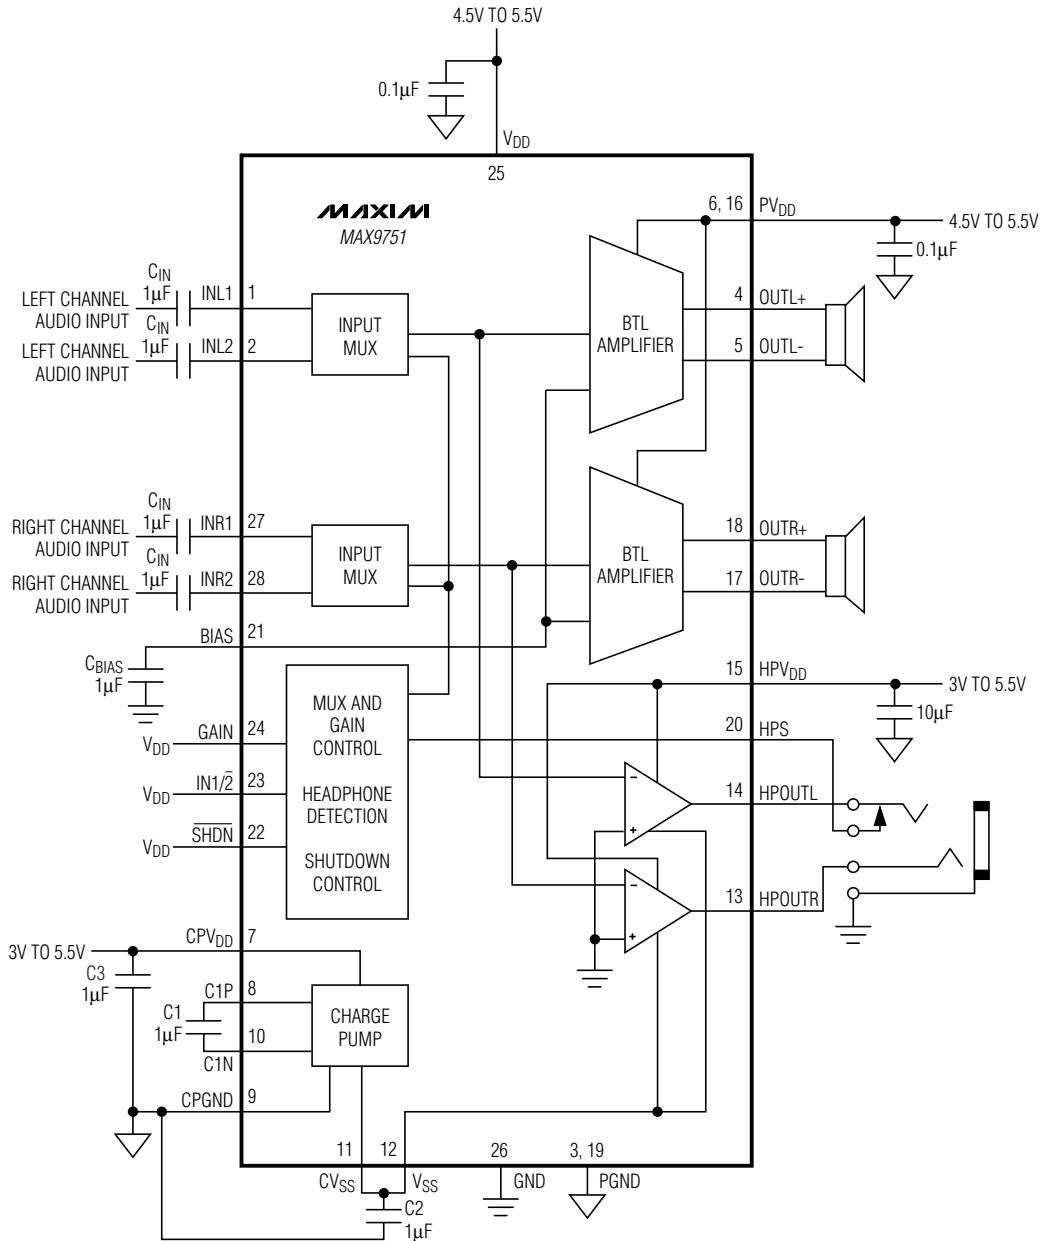 4.5V TO 5.5V
0.1μF
VDD
25
MAXIM
MAX9751
6, 16
PVDD
4.5V TO 5.5V
0.1μF
CIN
1μF
INL1
1
LEFT CHANNEL
AUDIO INPUT
CIN
1μF
INL2
2
LEFT CHANNEL
AUDIO INPUT
INPUT
MUX
BTL
AMPLIFIER
4
OUTL+
5
OUTL-
CIN
1μF
INR1
27
RIGHT CHANNEL
AUDIO INPUT
CIN
1μF
INR2
28
RIGHT CHANNEL
AUDIO INPUT
INPUT
MUX
BTL
AMPLIFIER
18
OUTR+
17
OUTR-
BIAS
21
CBIAS
1μF
15
HPVDD
3V TO 5.5V
10μF
MUX AND
GAIN
CONTROL
HEADPHONE
DETECTION
SHUTDOWN
CONTROL
VDD
GAIN
24
VDD
IN1/2̅
23
VDD
S̅H̅D̅N̅
22
20
HPS
14
HPOUTL
13
HPOUTR
−
+
−
+
3V TO 5.5V
CPVDD
7
C3
1μF
C1P
8
C1
1μF
10
C1N
CHARGE
PUMP
CPGND
9
11
12
CVSS
VSS
C2
1μF
26
GND
3, 19
PGND